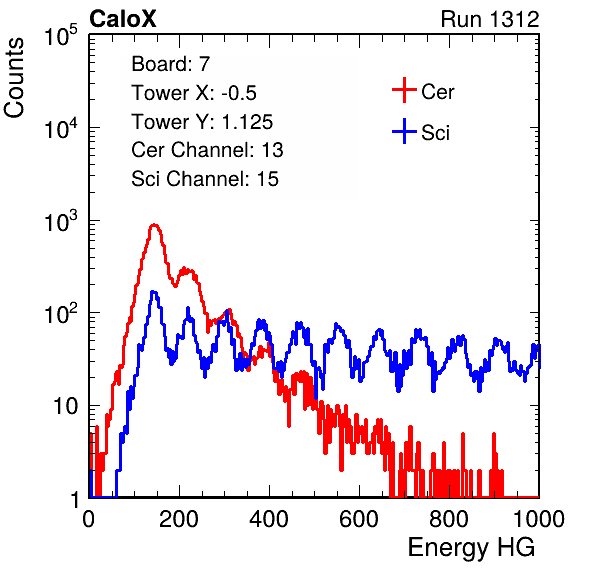 CaloX Run 1312
Counts
Board: 7
Tower X: -0.5
Tower Y: 1.125
Cer Channel: 13
Sci Channel: 15
Cer
Sci
10^5
10^4
10^3
10^2
10
1
0 200 400 600 800 1000
Energy HG